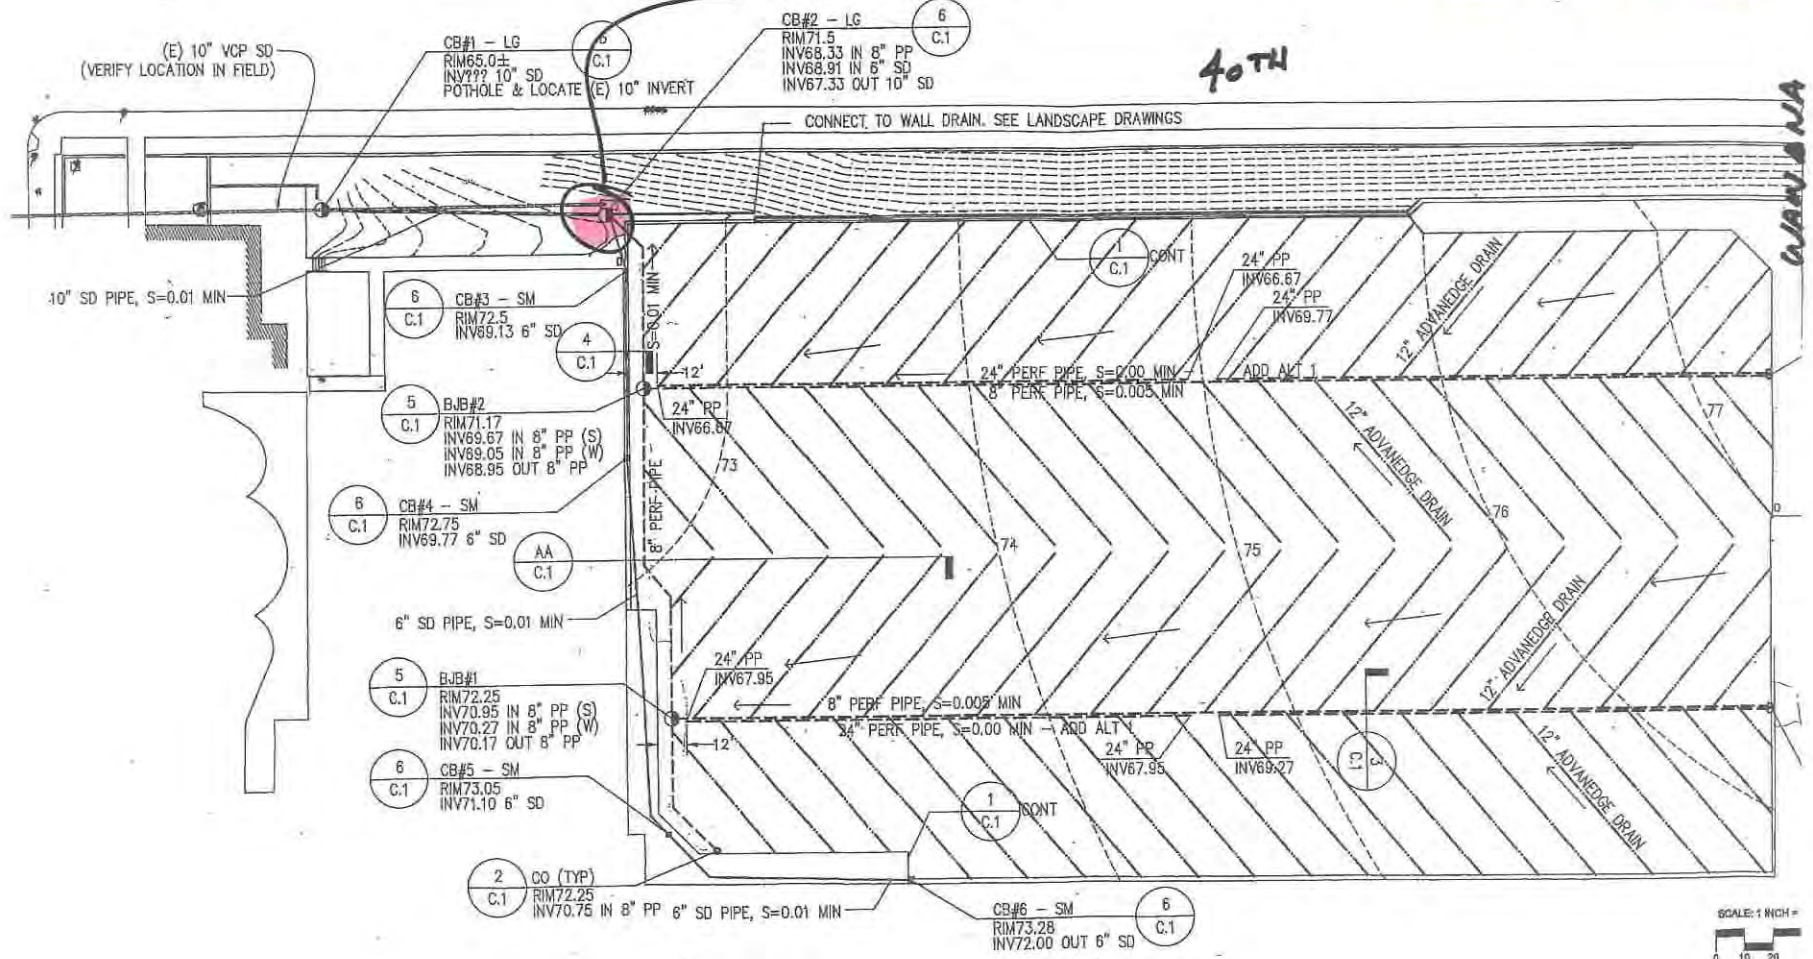 (E) 10" VCP SD
(VERIFY LOCATION IN FIELD)
CB#1 - LG
RIM65.0±
INV??? 10" SD
POTHOLE & LOCATE (E) 10" INVERT
C.1
CB#2 - LG
RIM71.5
INV68.33 IN 8" PP
INV68.91 IN 6" SD
INV67.33 OUT 10" SD
6
C.1
40TH
CONNECT TO WALL DRAIN. SEE LANDSCAPE DRAWINGS
10" SD PIPE, S=0.01 MIN
6
C.1
CB#3 - SM
RIM72.5
INV69.13 6" SD
4
C.1
S=0.01 MIN
12'
1
C.1
CONT
24" PP
INV66.67
24" PP
INV69.77
12" ADVANEDGE DRAIN
24" PERF PIPE, S=0.00 MIN - ADD ALT 1
8" PERF PIPE, S=0.005 MIN
5
C.1
BJB#2
RIM71.17
INV69.67 IN 8" PP (S)
INV69.05 IN 8" PP (W)
INV68.95 OUT 8" PP
24" PP
INV66.67
73
8" PERF PIPE
12" ADVANEDGE DRAIN
77
6
C.1
CB#4 - SM
RIM72.75
INV69.77 6" SD
AA
C.1
74
75
76
6" SD PIPE, S=0.01 MIN
12" ADVANEDGE DRAIN
5
C.1
BJB#1
RIM72.25
INV70.95 IN 8" PP (S)
INV70.27 IN 8" PP (W)
INV70.17 OUT 8" PP
24" PP
INV67.95
8" PERF PIPE, S=0.005 MIN
24" PERF PIPE, S=0.00 MIN - ADD ALT 1
12'
24" PP
INV67.95
24" PP
INV69.27
3
C.1
12" ADVANEDGE DRAIN
6
C.1
CB#5 - SM
RIM73.05
INV71.10 6" SD
1
C.1
CONT
2
C.1
CO (TYP)
RIM72.25
INV70.75 IN 8" PP
6" SD PIPE, S=0.01 MIN
CB#6 - SM
RIM73.28
INV72.00 OUT 6" SD
6
C.1
SCALE: 1 INCH =
0 10 20